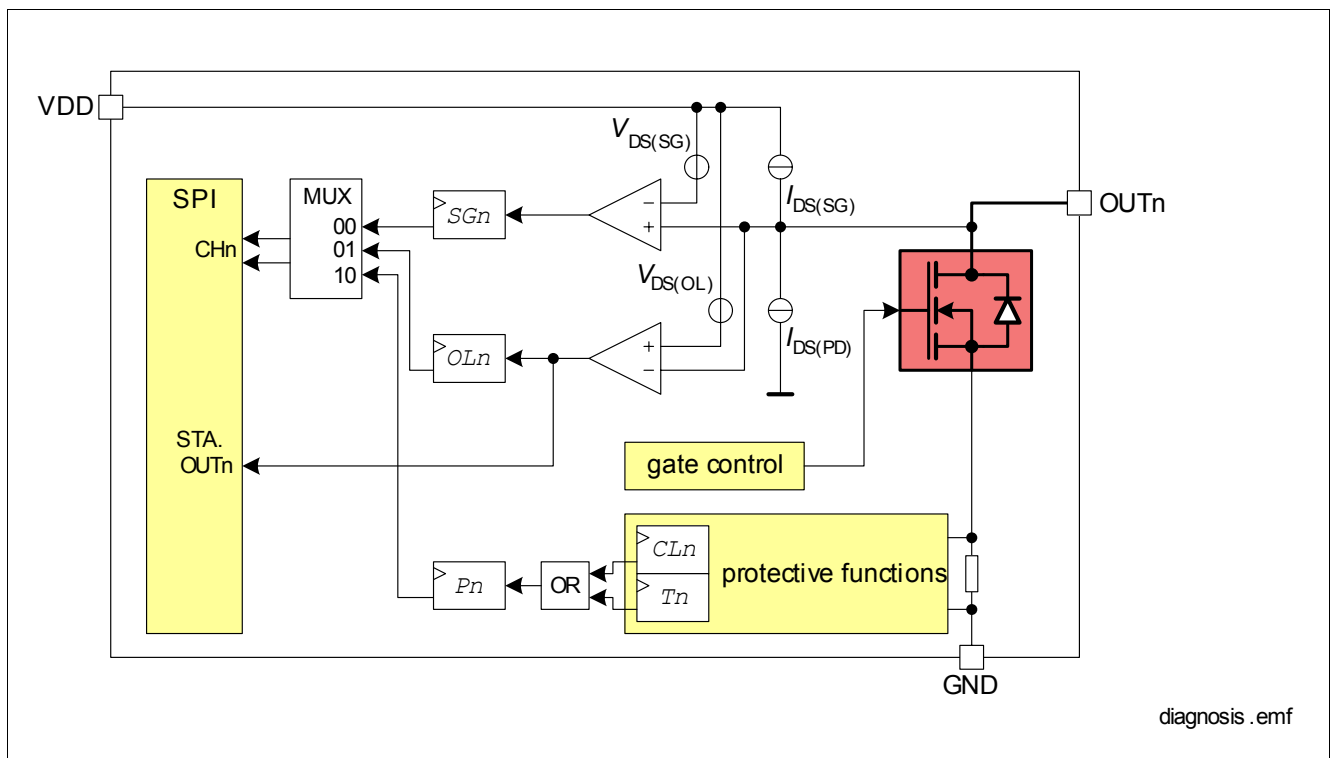 VDD
VDS(SG)
SPI
MUX
IDS(SG)
OUTn
00
SGn
−
+
CHn
01
10
VDS(OL)
OLn
+
−
IDS(PD)
STA.
OUTn
gate control
CLn
protective functions
Pn
OR
Tn
GND
diagnosis .emf